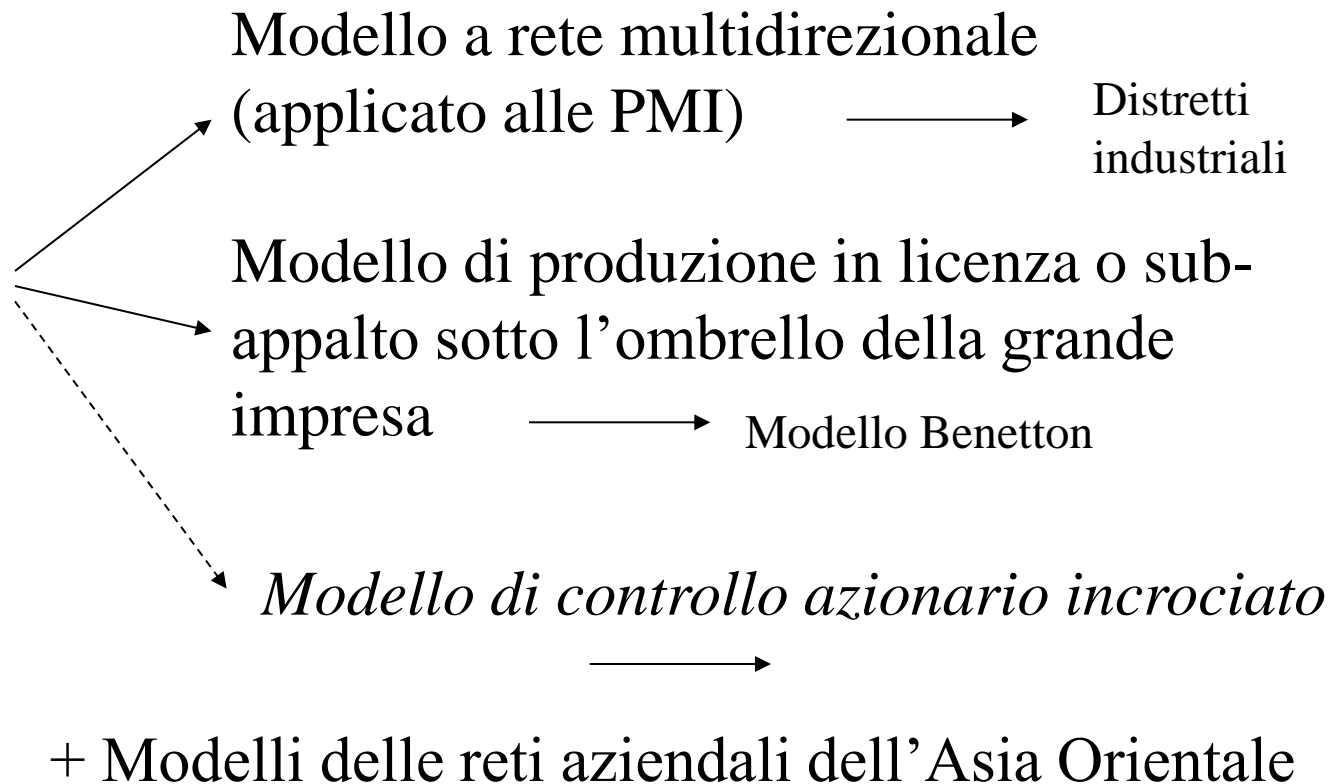 Modello a rete multidirezionale
(applicato alle PMI)
Distretti
industriali
Modello di produzione in licenza o sub-
appalto sotto l’ombrello della grande
impresa
Modello Benetton
Modello di controllo azionario incrociato
+ Modelli delle reti aziendali dell’Asia Orientale